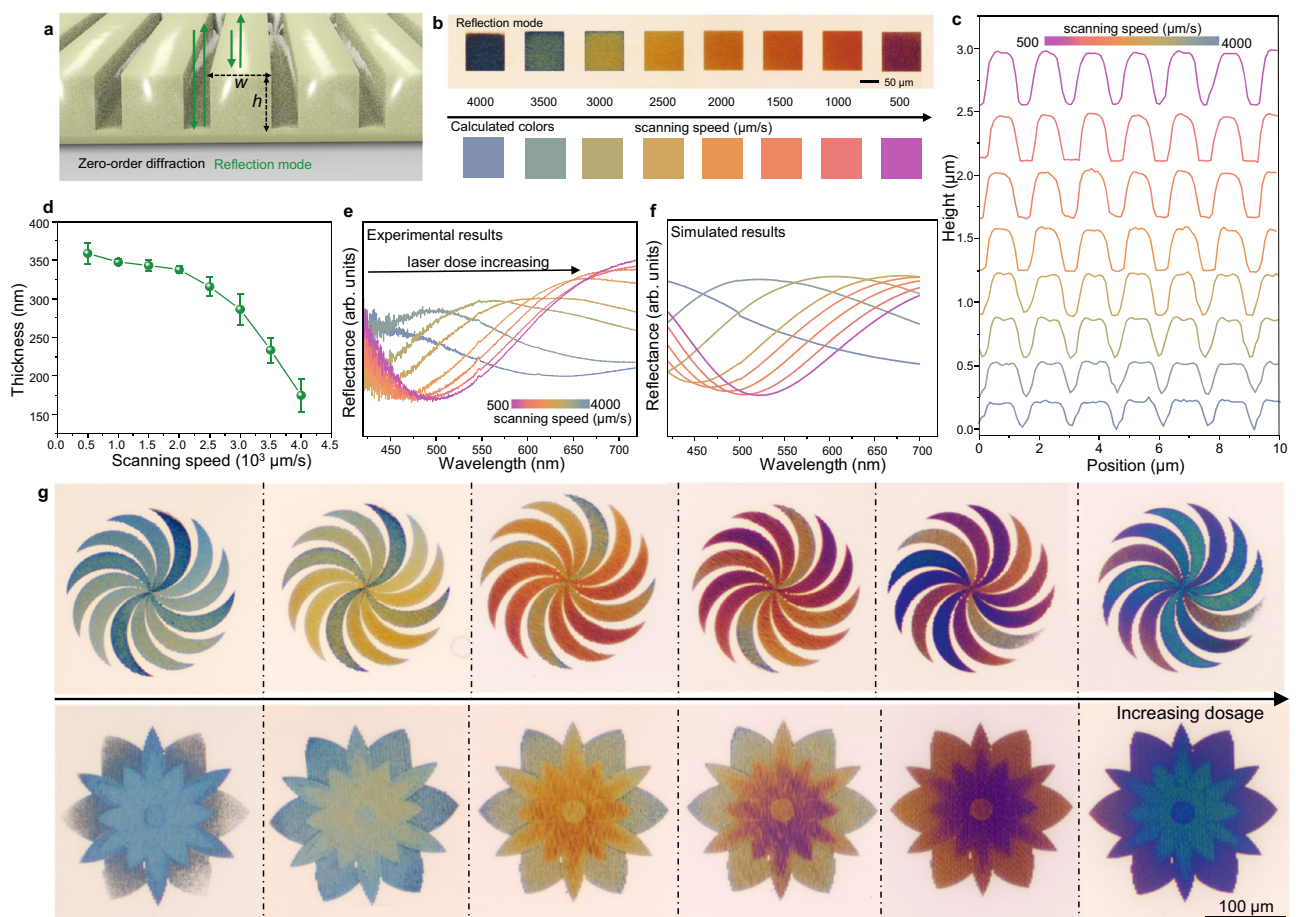 a
w
h
Zero-order diffraction Reflection mode
b
Reflection mode
50 µm
4000 3500 3000 2500 2000 1500 1000 500
Calculated colors
scanning speed (µm/s)
c
scanning speed (µm/s)
500 4000
3.0
2.5
2.0
1.5
1.0
0.5
0.0
Height (µm)
0 2 4 6 8 10
Position (µm)
d
400
350
300
250
200
150
Thickness (nm)
0.0 0.5 1.0 1.5 2.0 2.5 3.0 3.5 4.0 4.5
Scanning speed (10³ µm/s)
e
Experimental results
laser dose increasing
Reflectance (arb. units)
500 4000
scanning speed (µm/s)
450 500 550 600 650 700
Wavelength (nm)
f
Simulated results
Reflectance (arb. units)
450 500 550 600 650 700
Wavelength (nm)
g
Increasing dosage
100 µm